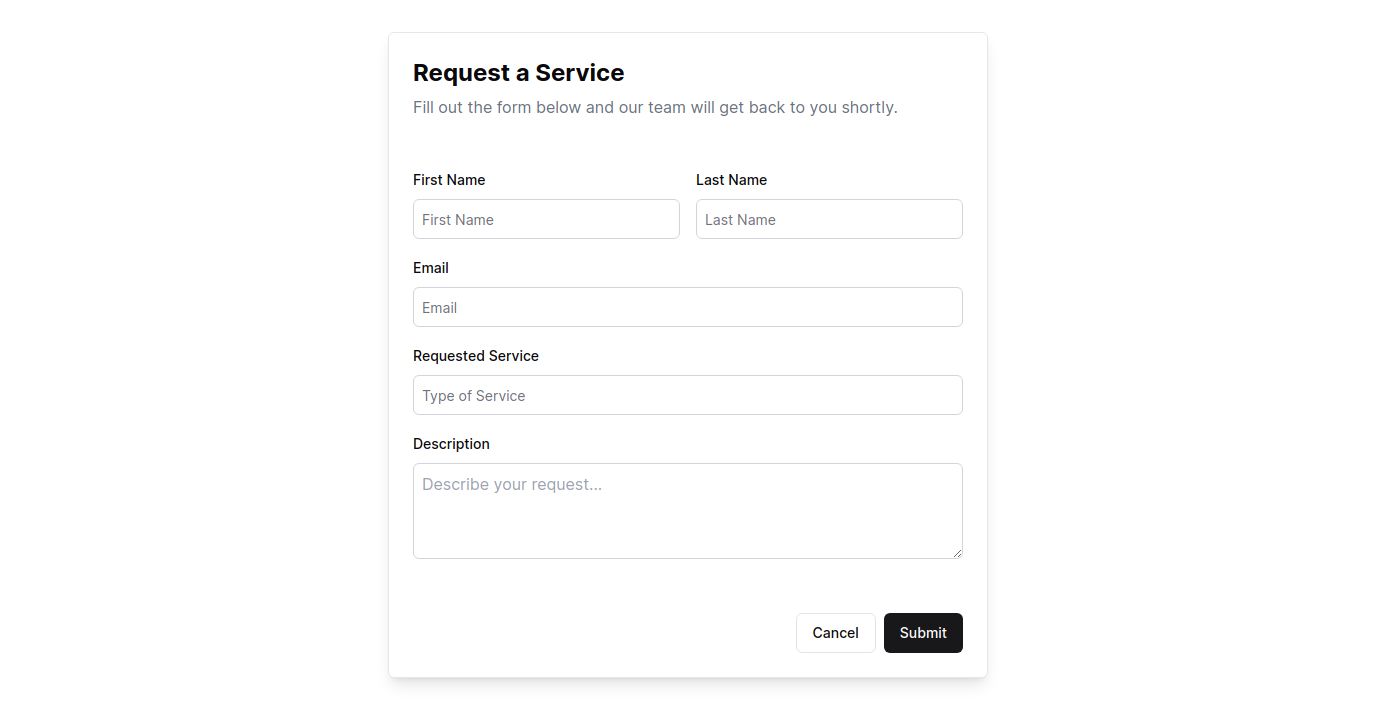 Request a Service
Fill out the form below and our team will get back to you shortly.
First Name
Last Name
First Name
Last Name
Email
Email
Requested Service
Type of Service
Description
Describe your request...
Cancel
Submit